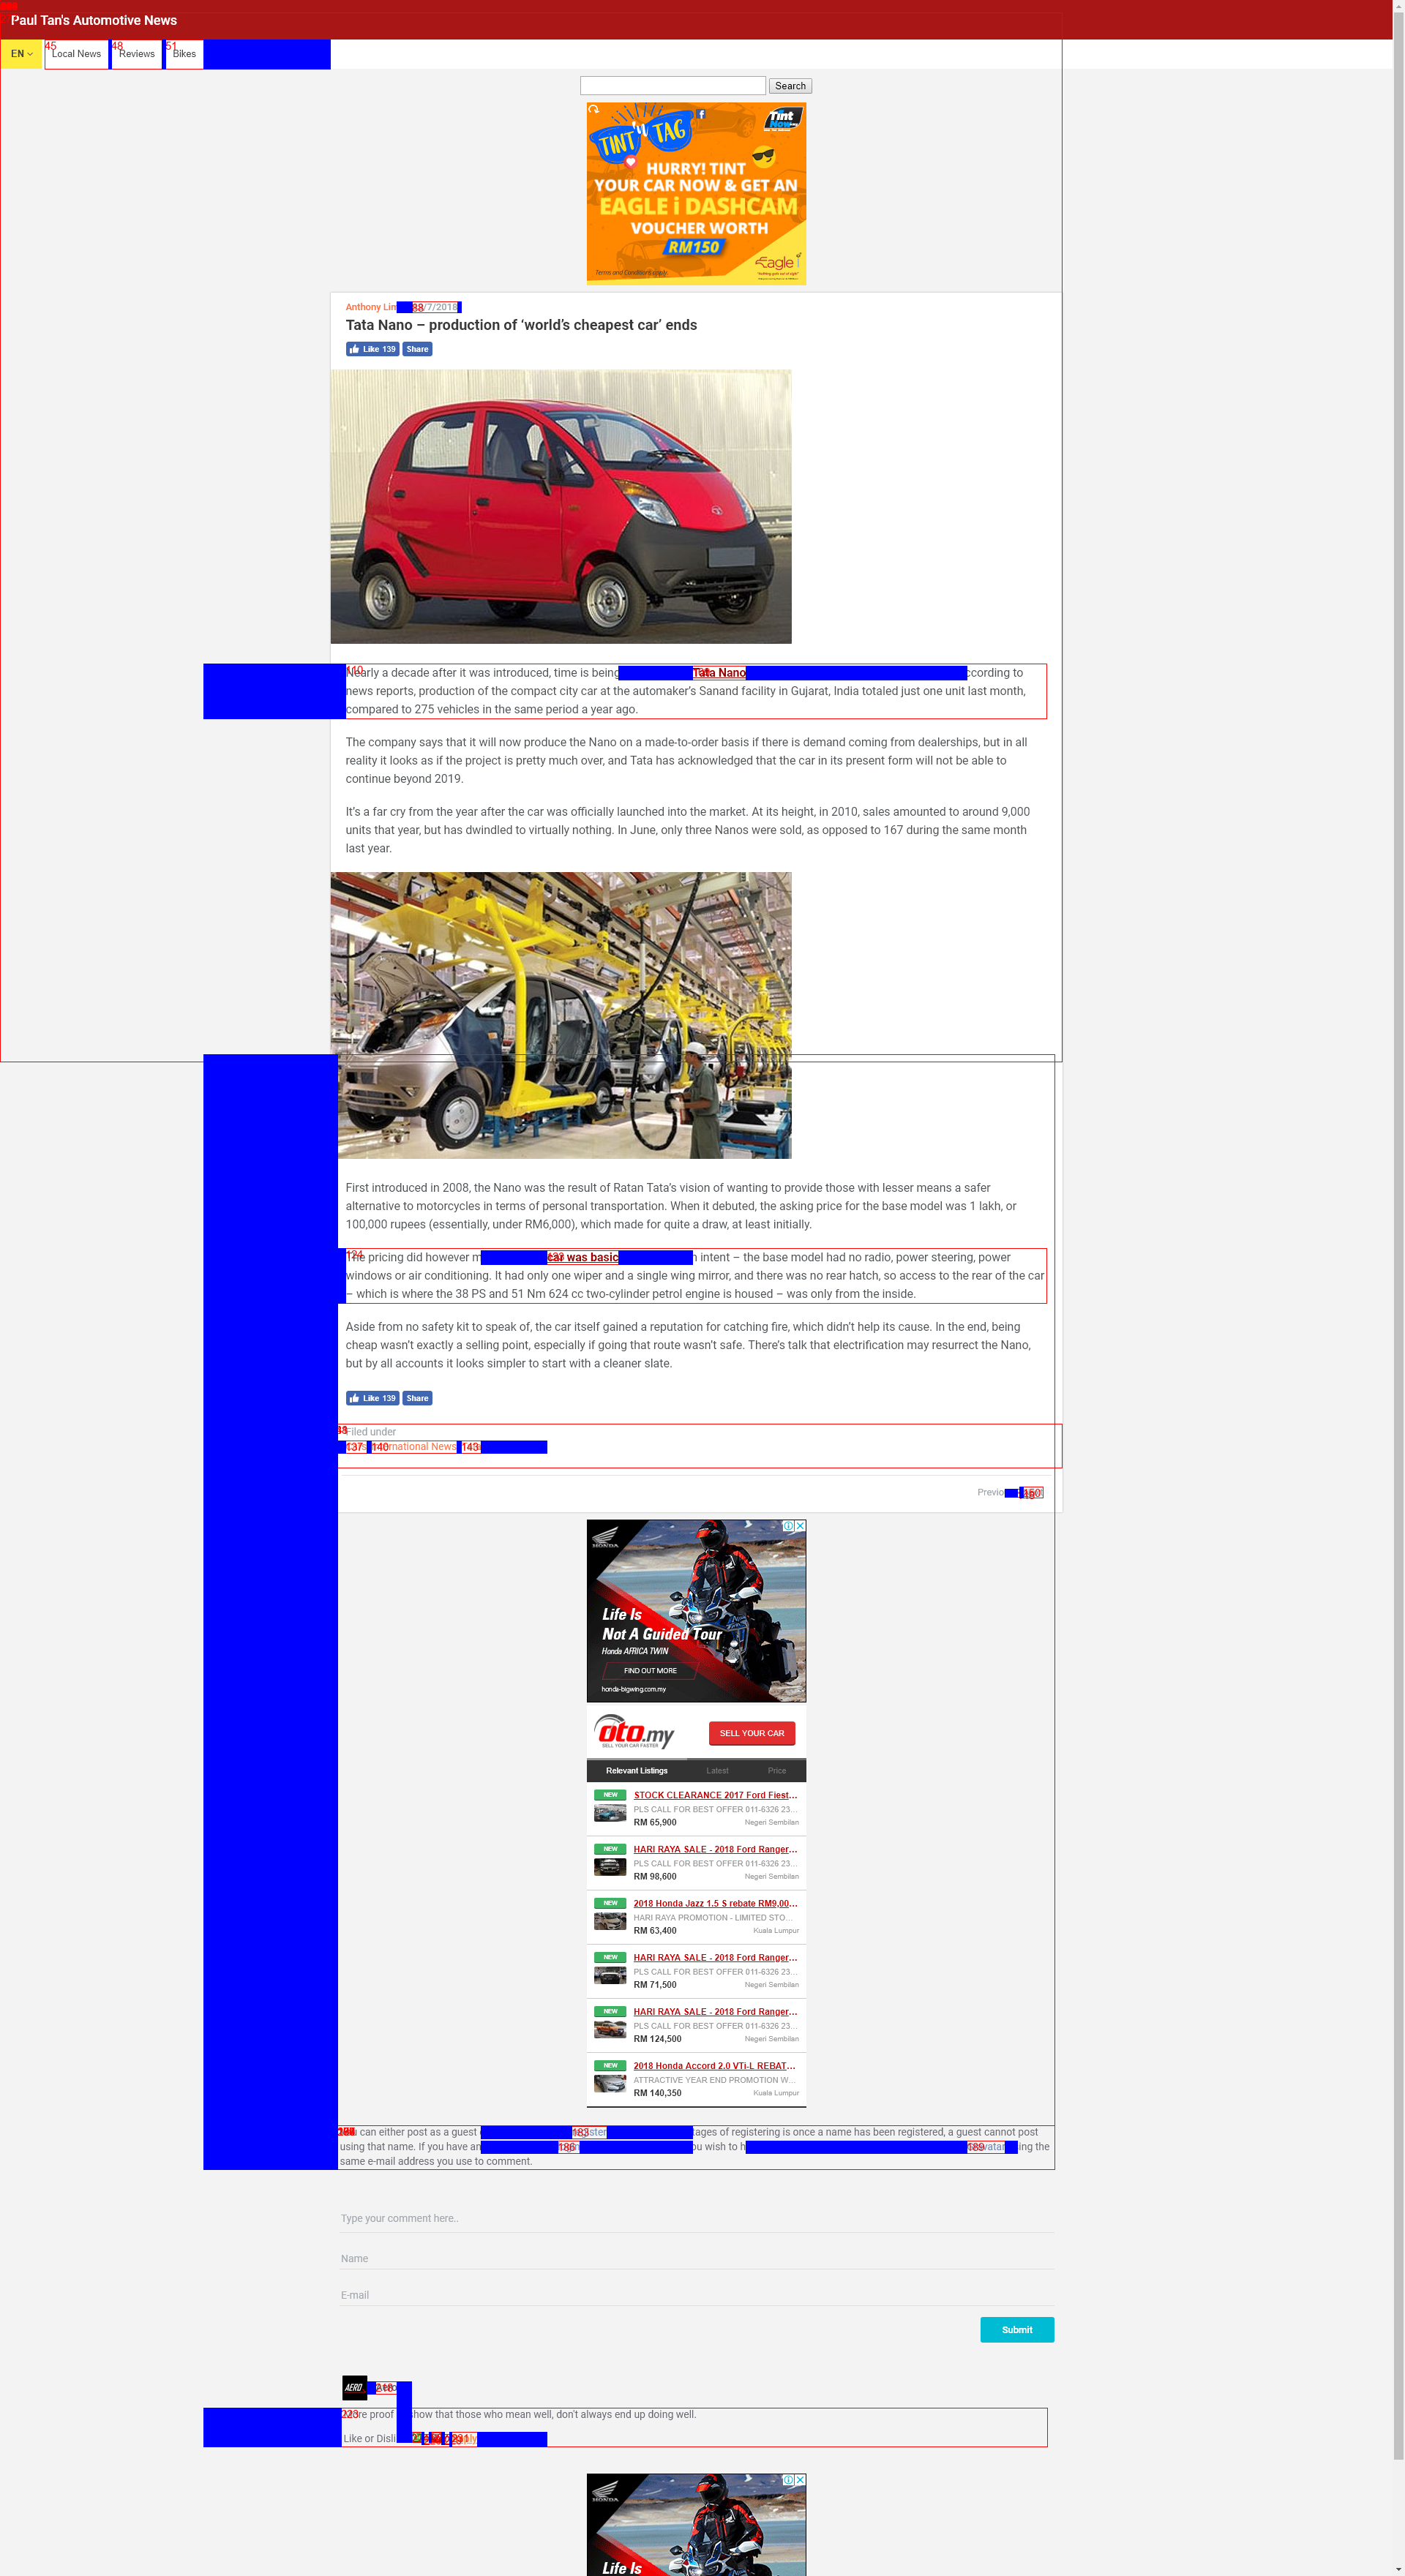 Paul Tan's Automotive News
EN Local News Reviews Bikes
45 48 51
Search
TINT 'N TAG
Tint Now
HURRY! TINT
YOUR CAR NOW & GET AN
EAGLE i DASHCAM
VOUCHER WORTH
RM150
Terms and Conditions apply.
Eagle i
Anthony Lim /7/2018
Tata Nano – production of ‘world’s cheapest car’ ends
Like 139 Share
110
Nearly a decade after it was introduced, time is being Tata Nano ccording to
news reports, production of the compact city car at the automaker’s Sanand facility in Gujarat, India totaled just one unit last month,
compared to 275 vehicles in the same period a year ago.
The company says that it will now produce the Nano on a made-to-order basis if there is demand coming from dealerships, but in all
reality it looks as if the project is pretty much over, and Tata has acknowledged that the car in its present form will not be able to
continue beyond 2019.
It’s a far cry from the year after the car was officially launched into the market. At its height, in 2010, sales amounted to around 9,000
units that year, but has dwindled to virtually nothing. In June, only three Nanos were sold, as opposed to 167 during the same month
last year.
First introduced in 2008, the Nano was the result of Ratan Tata’s vision of wanting to provide those with lesser means a safer
alternative to motorcycles in terms of personal transportation. When it debuted, the asking price for the base model was 1 lakh, or
100,000 rupees (essentially, under RM6,000), which made for quite a draw, at least initially.
124 133
The pricing did however m car was basic n intent – the base model had no radio, power steering, power
windows or air conditioning. It had only one wiper and a single wing mirror, and there was no rear hatch, so access to the rear of the car
– which is where the 38 PS and 51 Nm 624 cc two-cylinder petrol engine is housed – was only from the inside.
Aside from no safety kit to speak of, the car itself gained a reputation for catching fire, which didn’t help its cause. In the end, being
cheap wasn’t exactly a selling point, especially if going that route wasn’t safe. There’s talk that electrification may resurrect the Nano,
but by all accounts it looks simpler to start with a cleaner slate.
Like 139 Share
Filed under
137 140 rnational News 143
Previo
HONDA
Life Is
Not A Guided Tour
Honda AFRICA TWIN
FIND OUT MORE
honda-bigwing.com.my
oto.my
SELL YOUR CAR FASTER
SELL YOUR CAR
Relevant Listings Latest Price
NEW STOCK CLEARANCE 2017 Ford Fiest...
PLS CALL FOR BEST OFFER 011-6326 23...
RM 65,900 Negeri Sembilan
NEW HARI RAYA SALE - 2018 Ford Ranger...
PLS CALL FOR BEST OFFER 011-6326 23...
RM 98,600 Negeri Sembilan
NEW 2018 Honda Jazz 1.5 S rebate RM9,00...
HARI RAYA PROMOTION - LIMITED STO...
RM 63,400 Kuala Lumpur
NEW HARI RAYA SALE - 2018 Ford Ranger...
PLS CALL FOR BEST OFFER 011-6326 23...
RM 71,500 Negeri Sembilan
NEW HARI RAYA SALE - 2018 Ford Ranger...
PLS CALL FOR BEST OFFER 011-6326 23...
RM 124,500 Negeri Sembilan
NEW 2018 Honda Accord 2.0 VTi-L REBAT...
ATTRACTIVE YEAR END PROMOTION W...
RM 140,350 Kuala Lumpur
can either post as a guest 183 ister tages of registering is once a name has been registered, a guest cannot post
using that name. If you have an 186 u wish to h 189 vatar ing the
same e-mail address you use to comment.
Type your comment here..
Name
E-mail
Submit
AERO
218
223
More proof show that those who mean well, don't always end up doing well.
Like or Disli 231
HONDA
Life Is